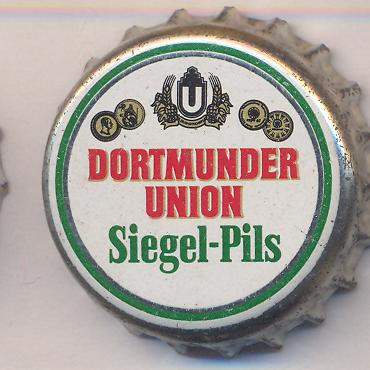 U
DORTMUNDER
UNION
Siegel-Pils